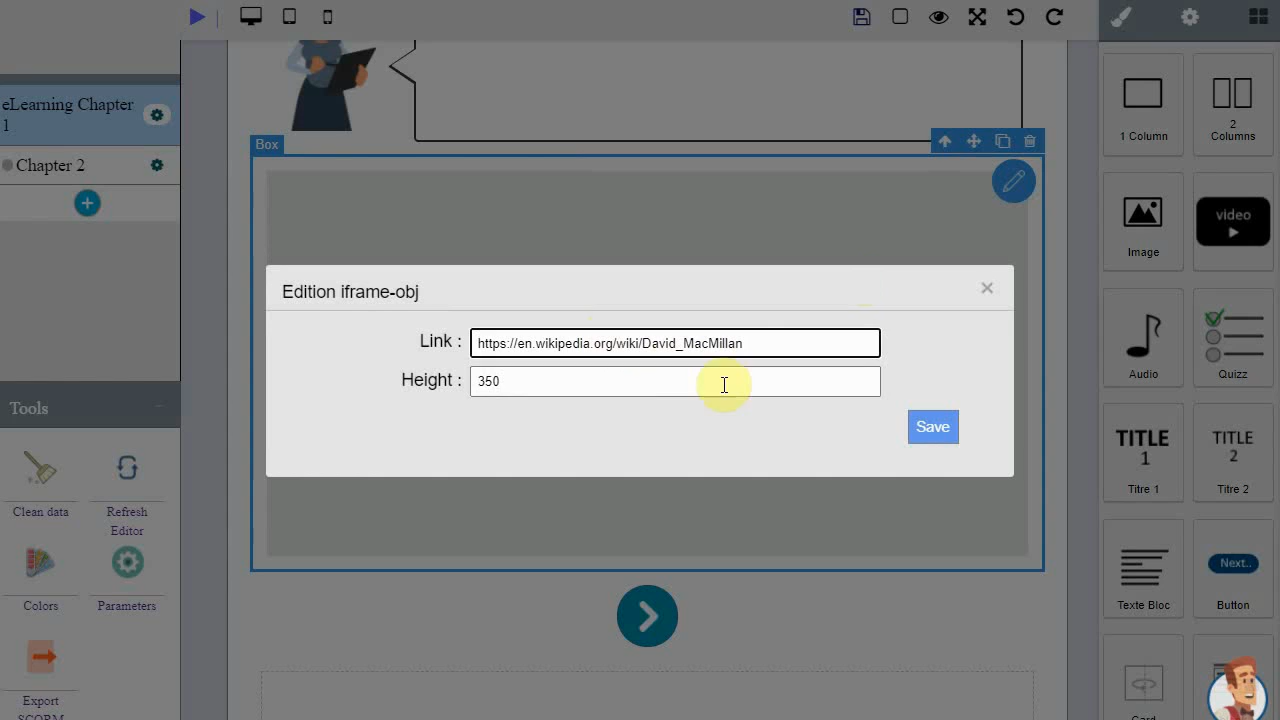 eLearning Chapter
1
Chapter 2
Tools
Clean data
Refresh
Editor
Colors
Parameters
Export
SCORM
Box
Edition iframe-obj
×
Link :
https://en.wikipedia.org/wiki/David_MacMillan
Height :
350
Save
1 Column
2
Columns
Image
video
Audio
Quizz
TITLE
1
Titre 1
TITLE
2
Titre 2
Texte Bloc
Next..
Button